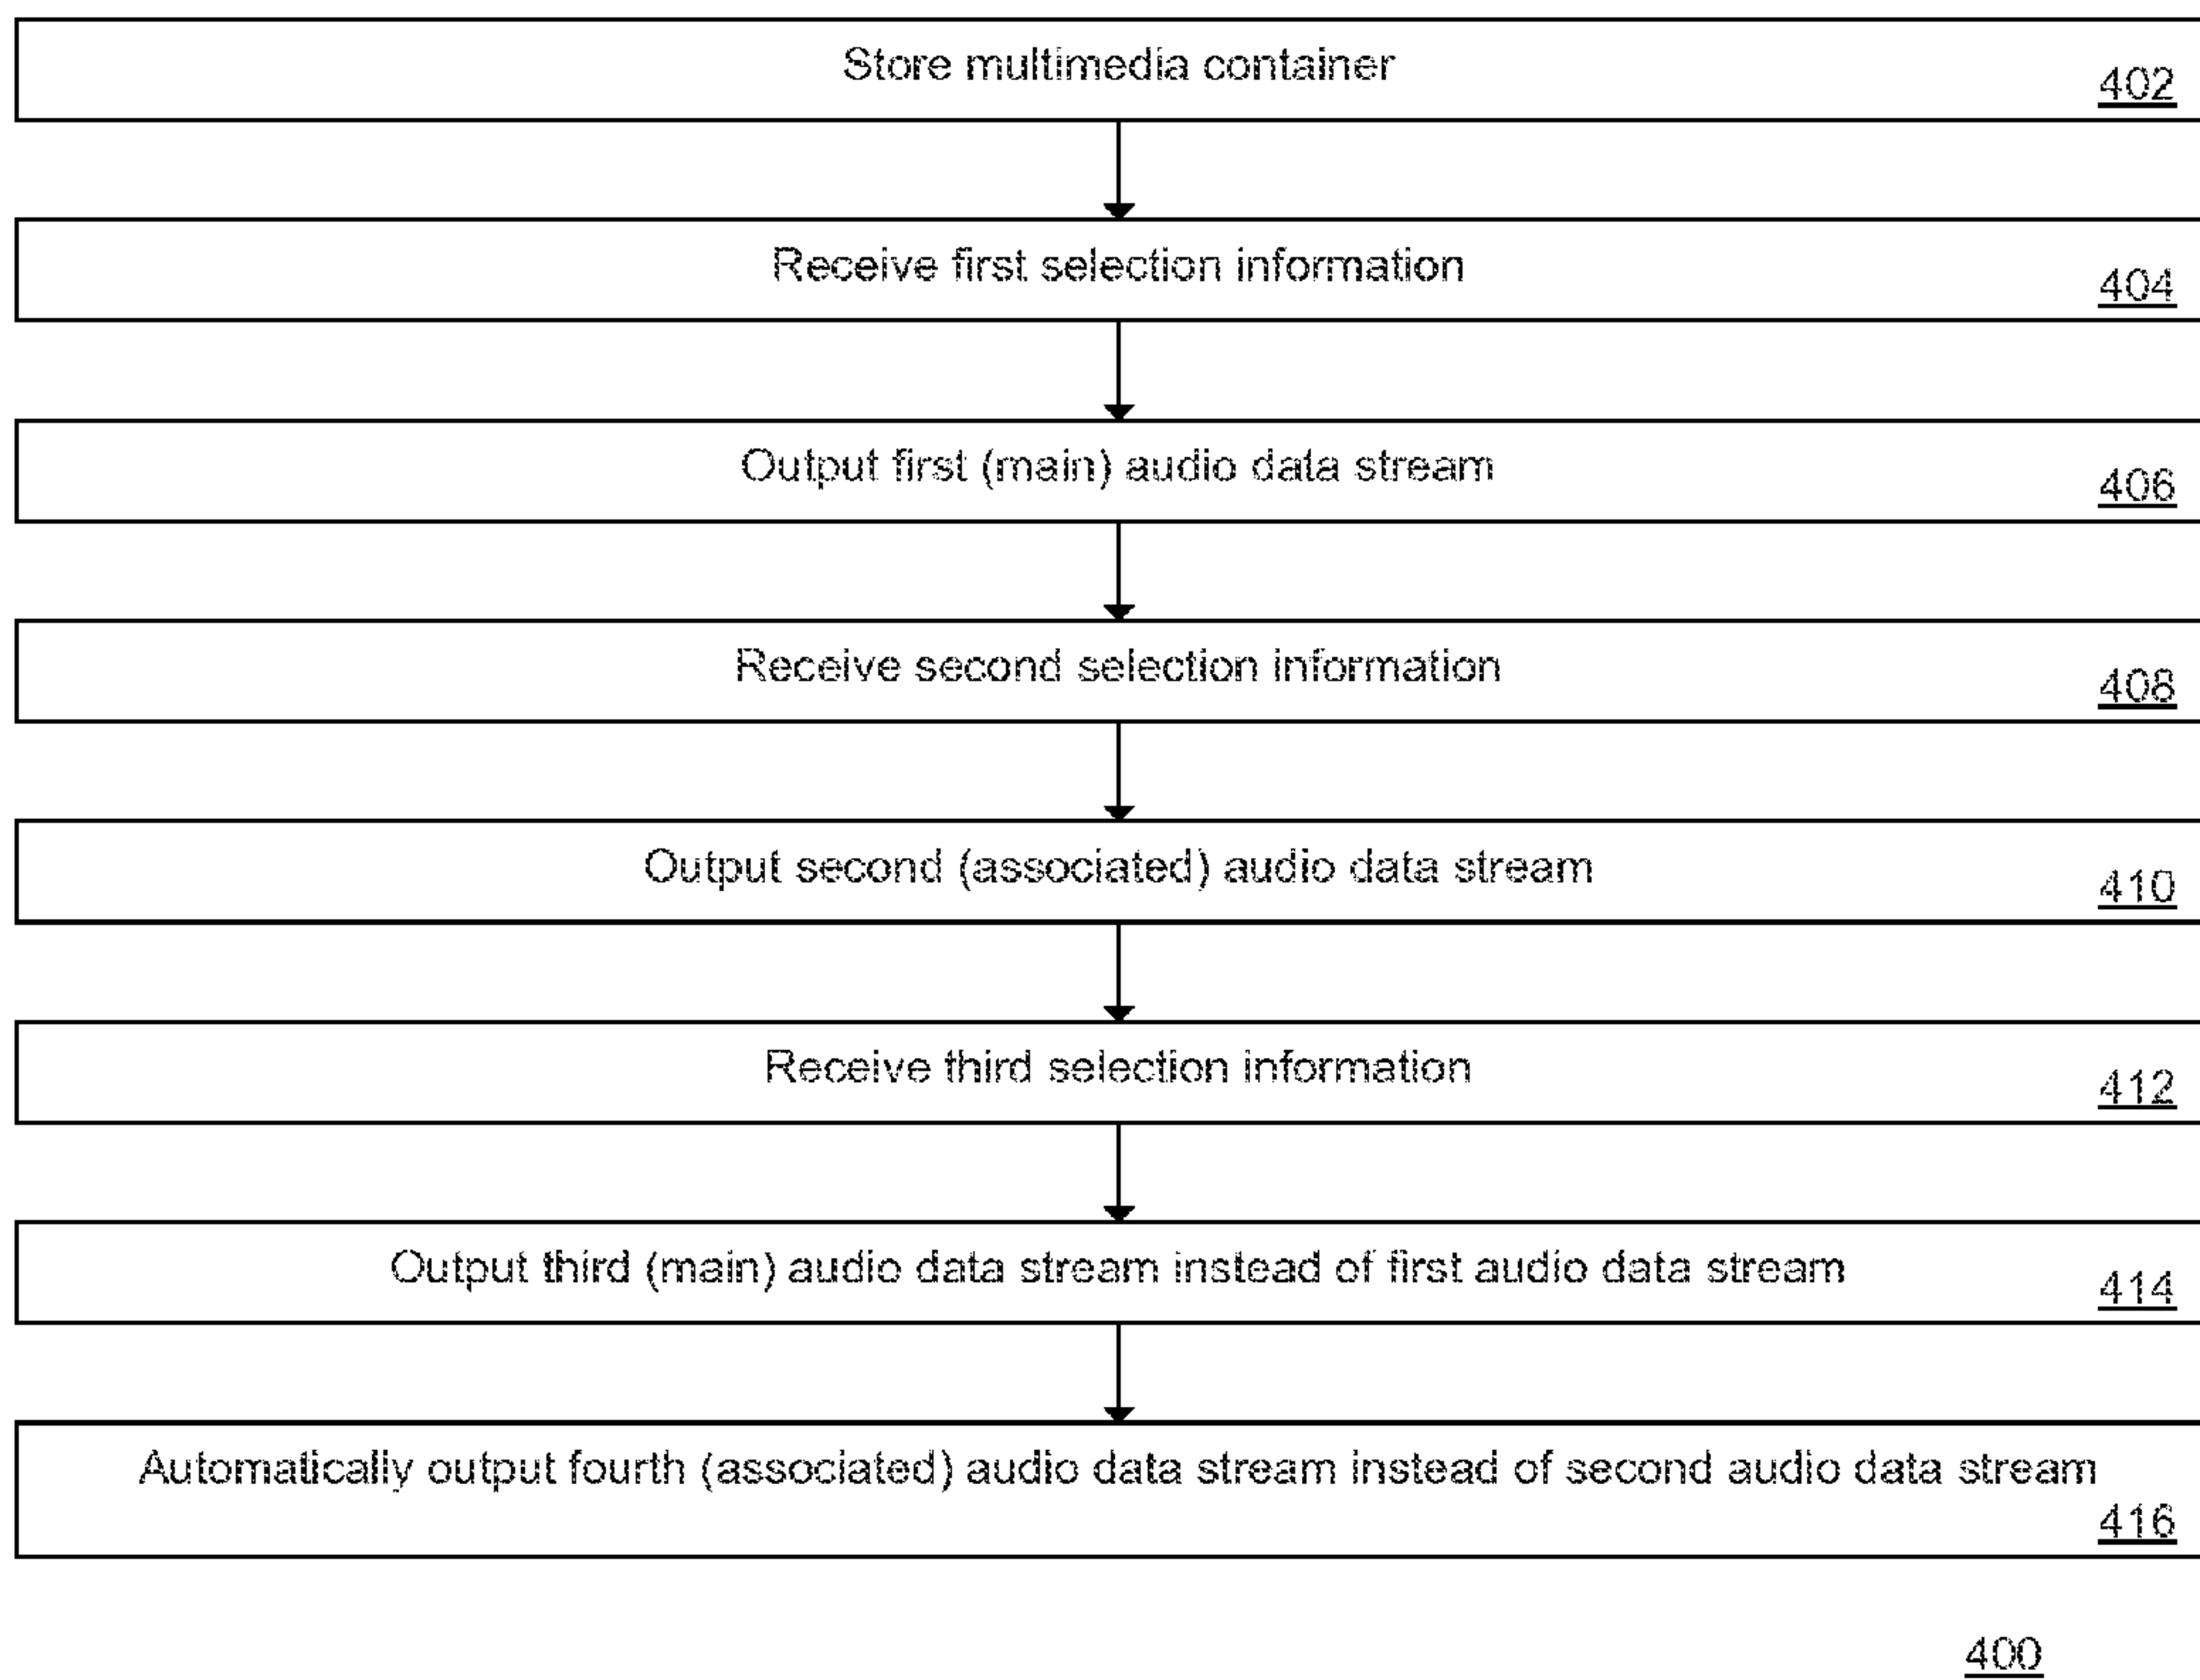 Store multimedia container
402
Receive first selection information
404
Output first (main) audio data stream
406
Receive second selection information
408
Output second (associated) audio data stream
410
Receive third selection information
412
Output third (main) audio data stream instead of first audio data stream
414
Automatically output fourth (associated) audio data stream instead of second audio data stream
416
400